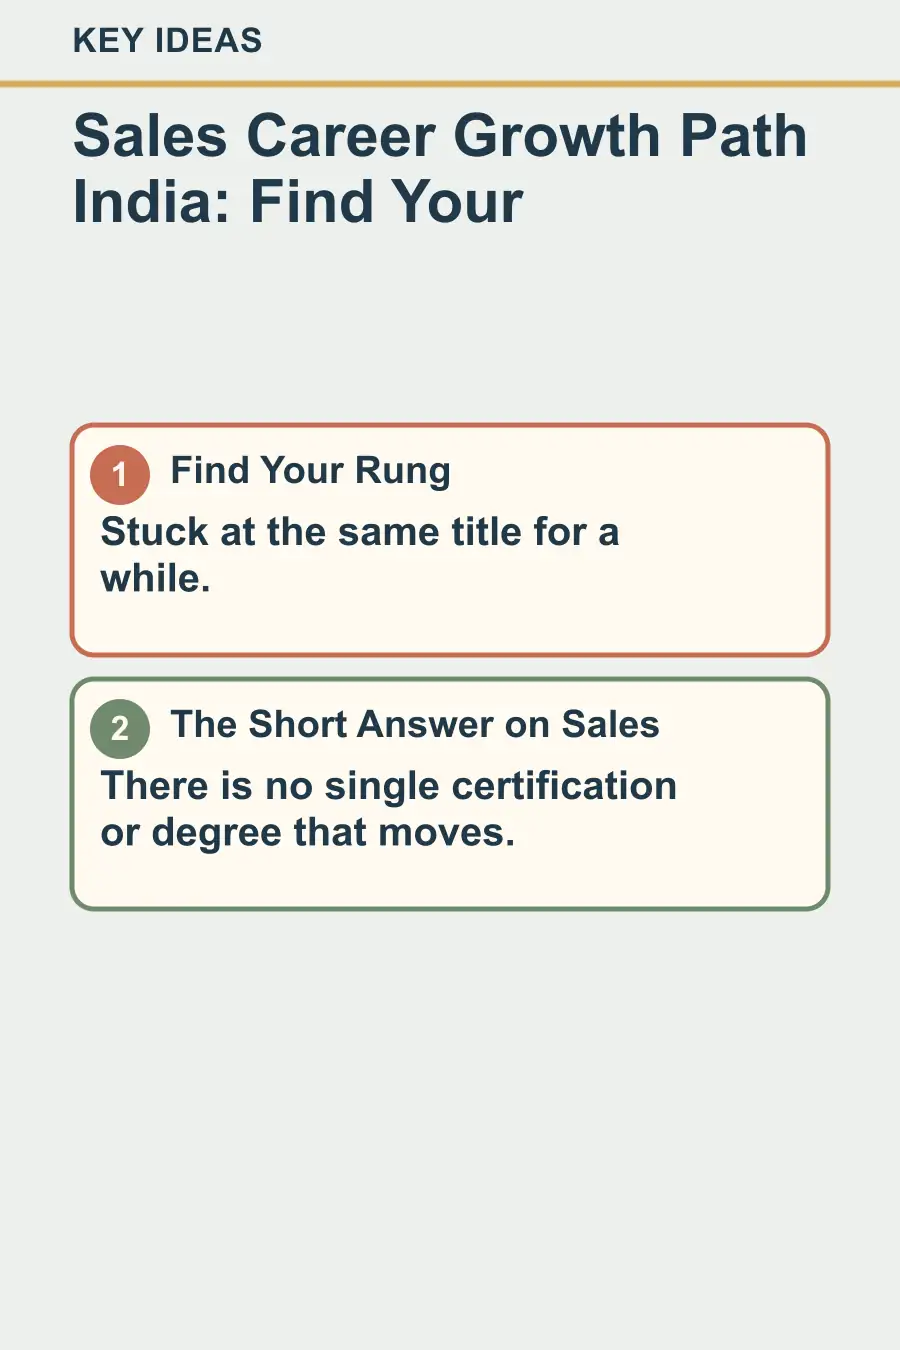 KEY IDEAS
Sales Career Growth Path
India: Find Your
1 Find Your Rung
Stuck at the same title for a
while.
2 The Short Answer on Sales
There is no single certification
or degree that moves.